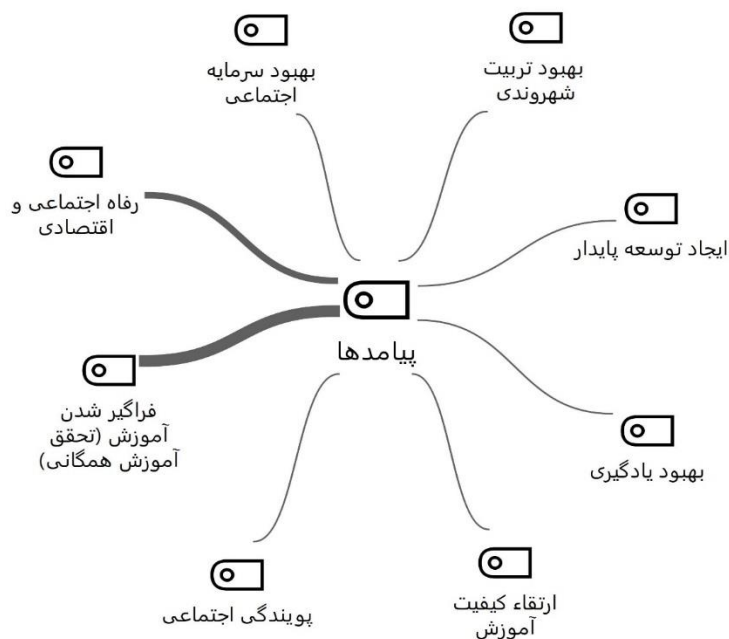 بهبود سرمایه
اجتماعی
بهبود تربیت
شهروندی
رفاه اجتماعی و
اقتصادی
ایجاد توسعه پایدار
پیامدها
فراگیر شدن
آموزش (تحقق
آموزش همگانی)
بهبود یادگیری
پویندگی اجتماعی
ارتقاء کیفیت
آموزش